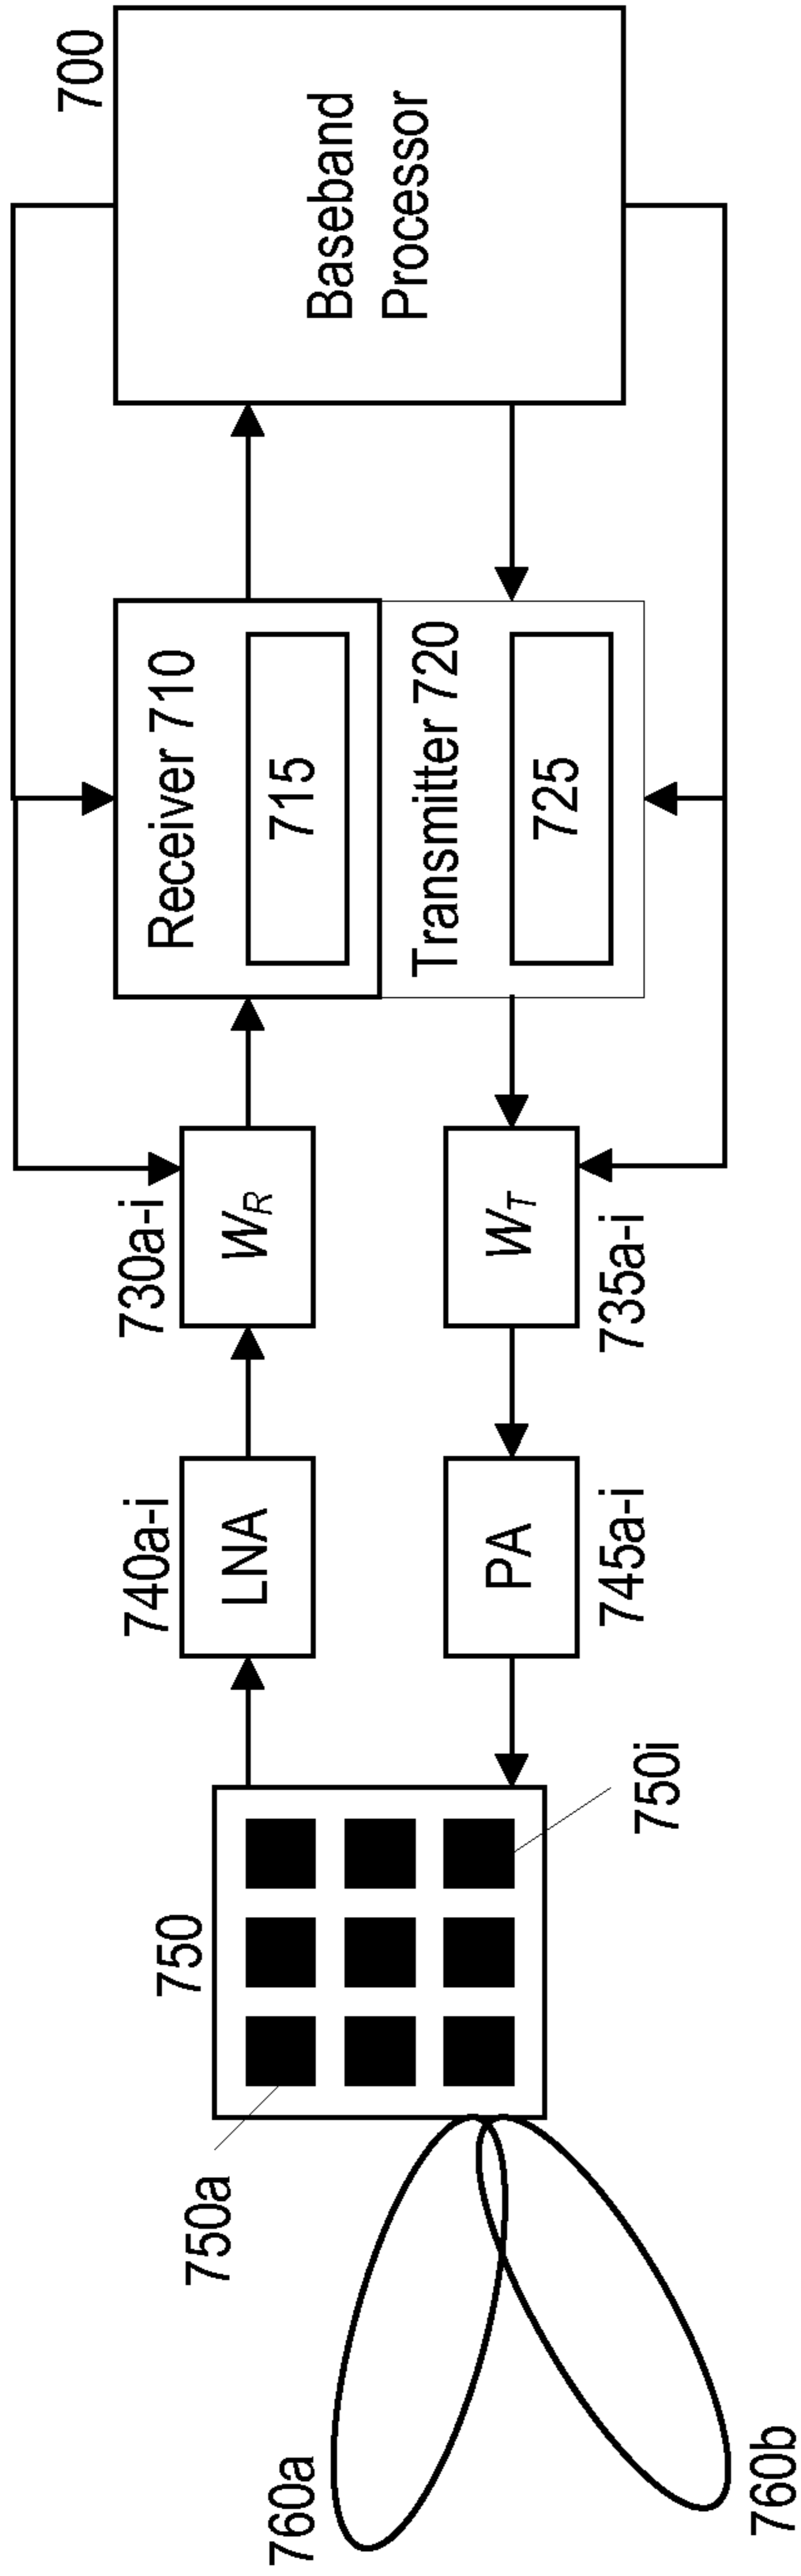 700
Baseband
Processor
Receiver 710
715
Transmitter 720
725
730a-i
WR
WT
735a-i
740a-i
LNA
PA
745a-i
750
750i
750a
760a
760b